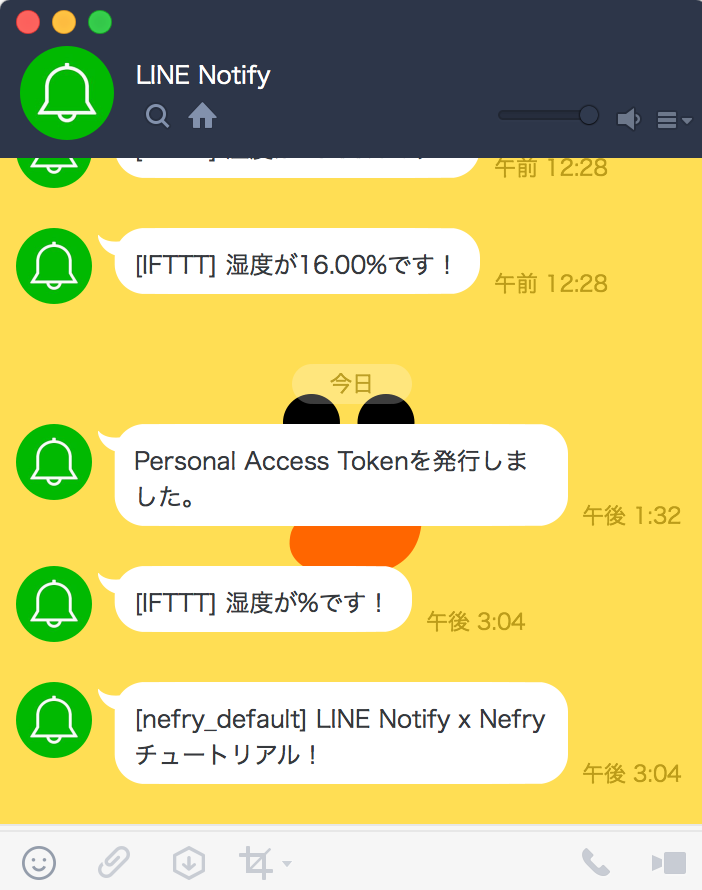 LINE Notify
午前 12:28
[IFTTT] 湿度が16.00%です！
午前 12:28
今日
Personal Access Tokenを発行しま
した。
午後 1:32
[IFTTT] 湿度が%です！
午後 3:04
[nefry_default] LINE Notify x Nefry
チュートリアル！
午後 3:04